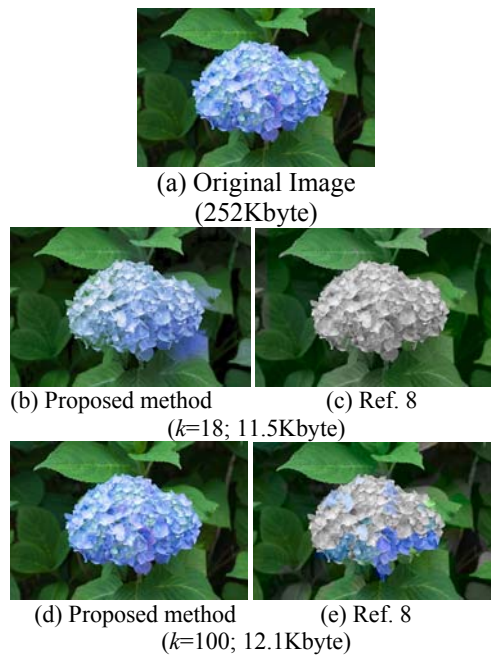 (a) Original Image
(252Kbyte)
(b) Proposed method (c) Ref. 8
(k=18; 11.5Kbyte)
(d) Proposed method (e) Ref. 8
(k=100; 12.1Kbyte)